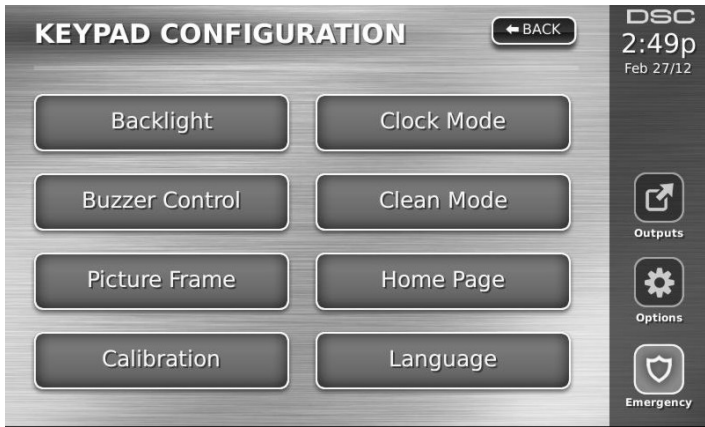 KEYPAD CONFIGURATION
BACK
DSC
2:49p
Feb 27/12
Backlight
Clock Mode
Buzzer Control
Clean Mode
Outputs
Picture Frame
Home Page
Options
Calibration
Language
Emergency